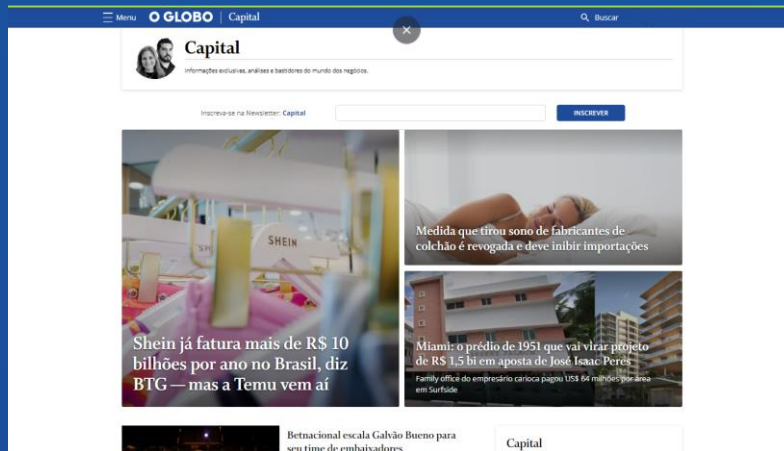 Menu O GLOBO | Capital
Buscar
Capital
Informações exclusivas, análises e bastidores do mundo dos negócios.
Inscreva-se na Newsletter: Capital
INSCREVER
SHEIN
Shein já fatura mais de R$ 10
bilhões por ano no Brasil, diz
BTG — mas a Temu vem aí
Medida que tirou sono de fabricantes de
colchão é revogada e deve inibir importações
Miami: o prédio de 1951 que vai virar projeto
de R$ 1,5 bi em aposta de José Isaac Peres
Family office do empresário carioca pagou US$ 64 milhões por área
em Surfside
Betnacional escala Galvão Bueno para
seu time de embaixadores
Capital